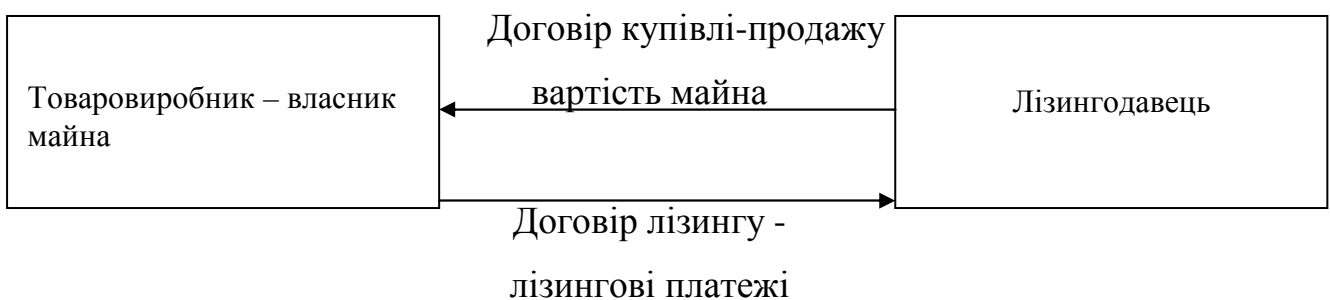 Договір купівлі-продажу
вартість майна
Товаровиробник – власник
майна
Лізингодавець
Договір лізингу -
лізингові платежі